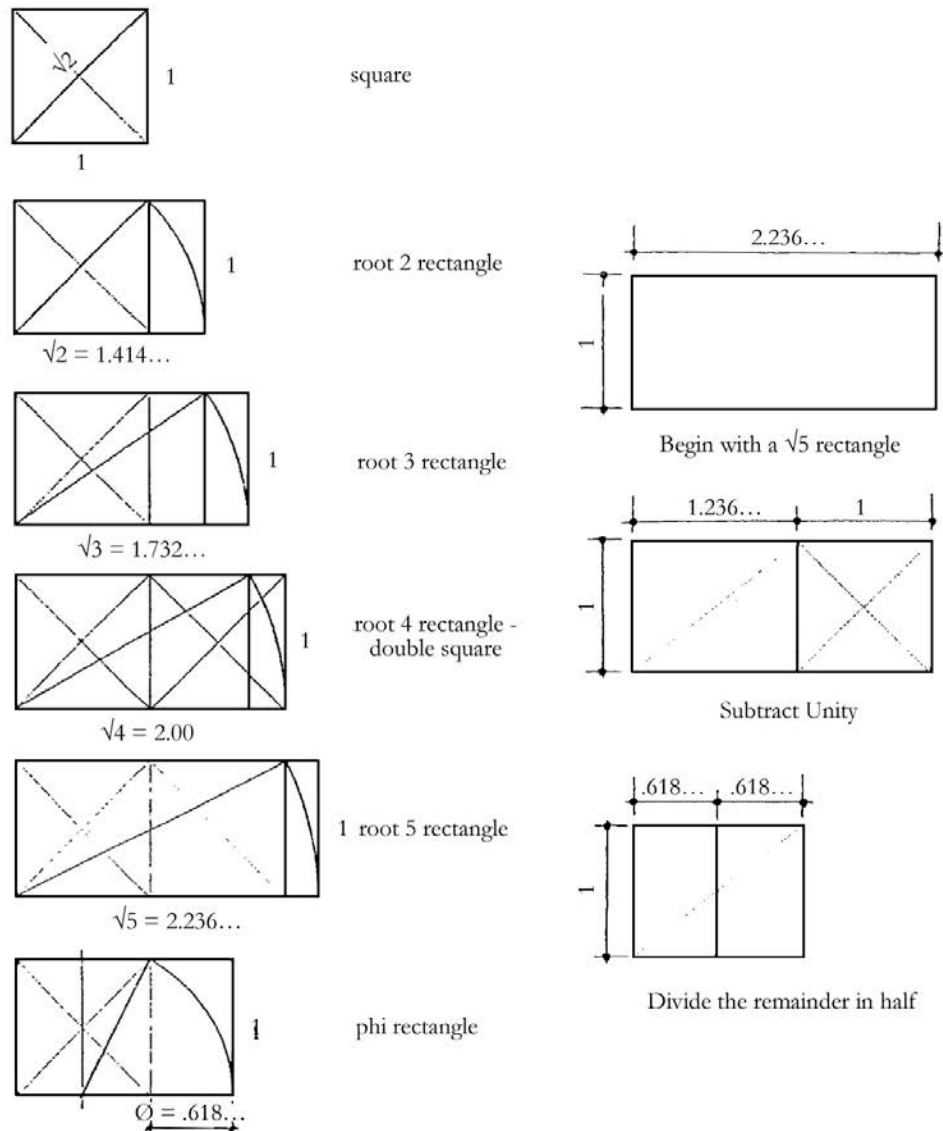 √2
1
square
1
1
root 2 rectangle
√2 = 1.414...
1
root 3 rectangle
√3 = 1.732...
1
root 4 rectangle -
double square
√4 = 2.00
1 root 5 rectangle
√5 = 2.236...
1
phi rectangle
Ø = .618...
2.236...
1
Begin with a √5 rectangle
1.236...
1
1
Subtract Unity
.618...
.618...
1
Divide the remainder in half